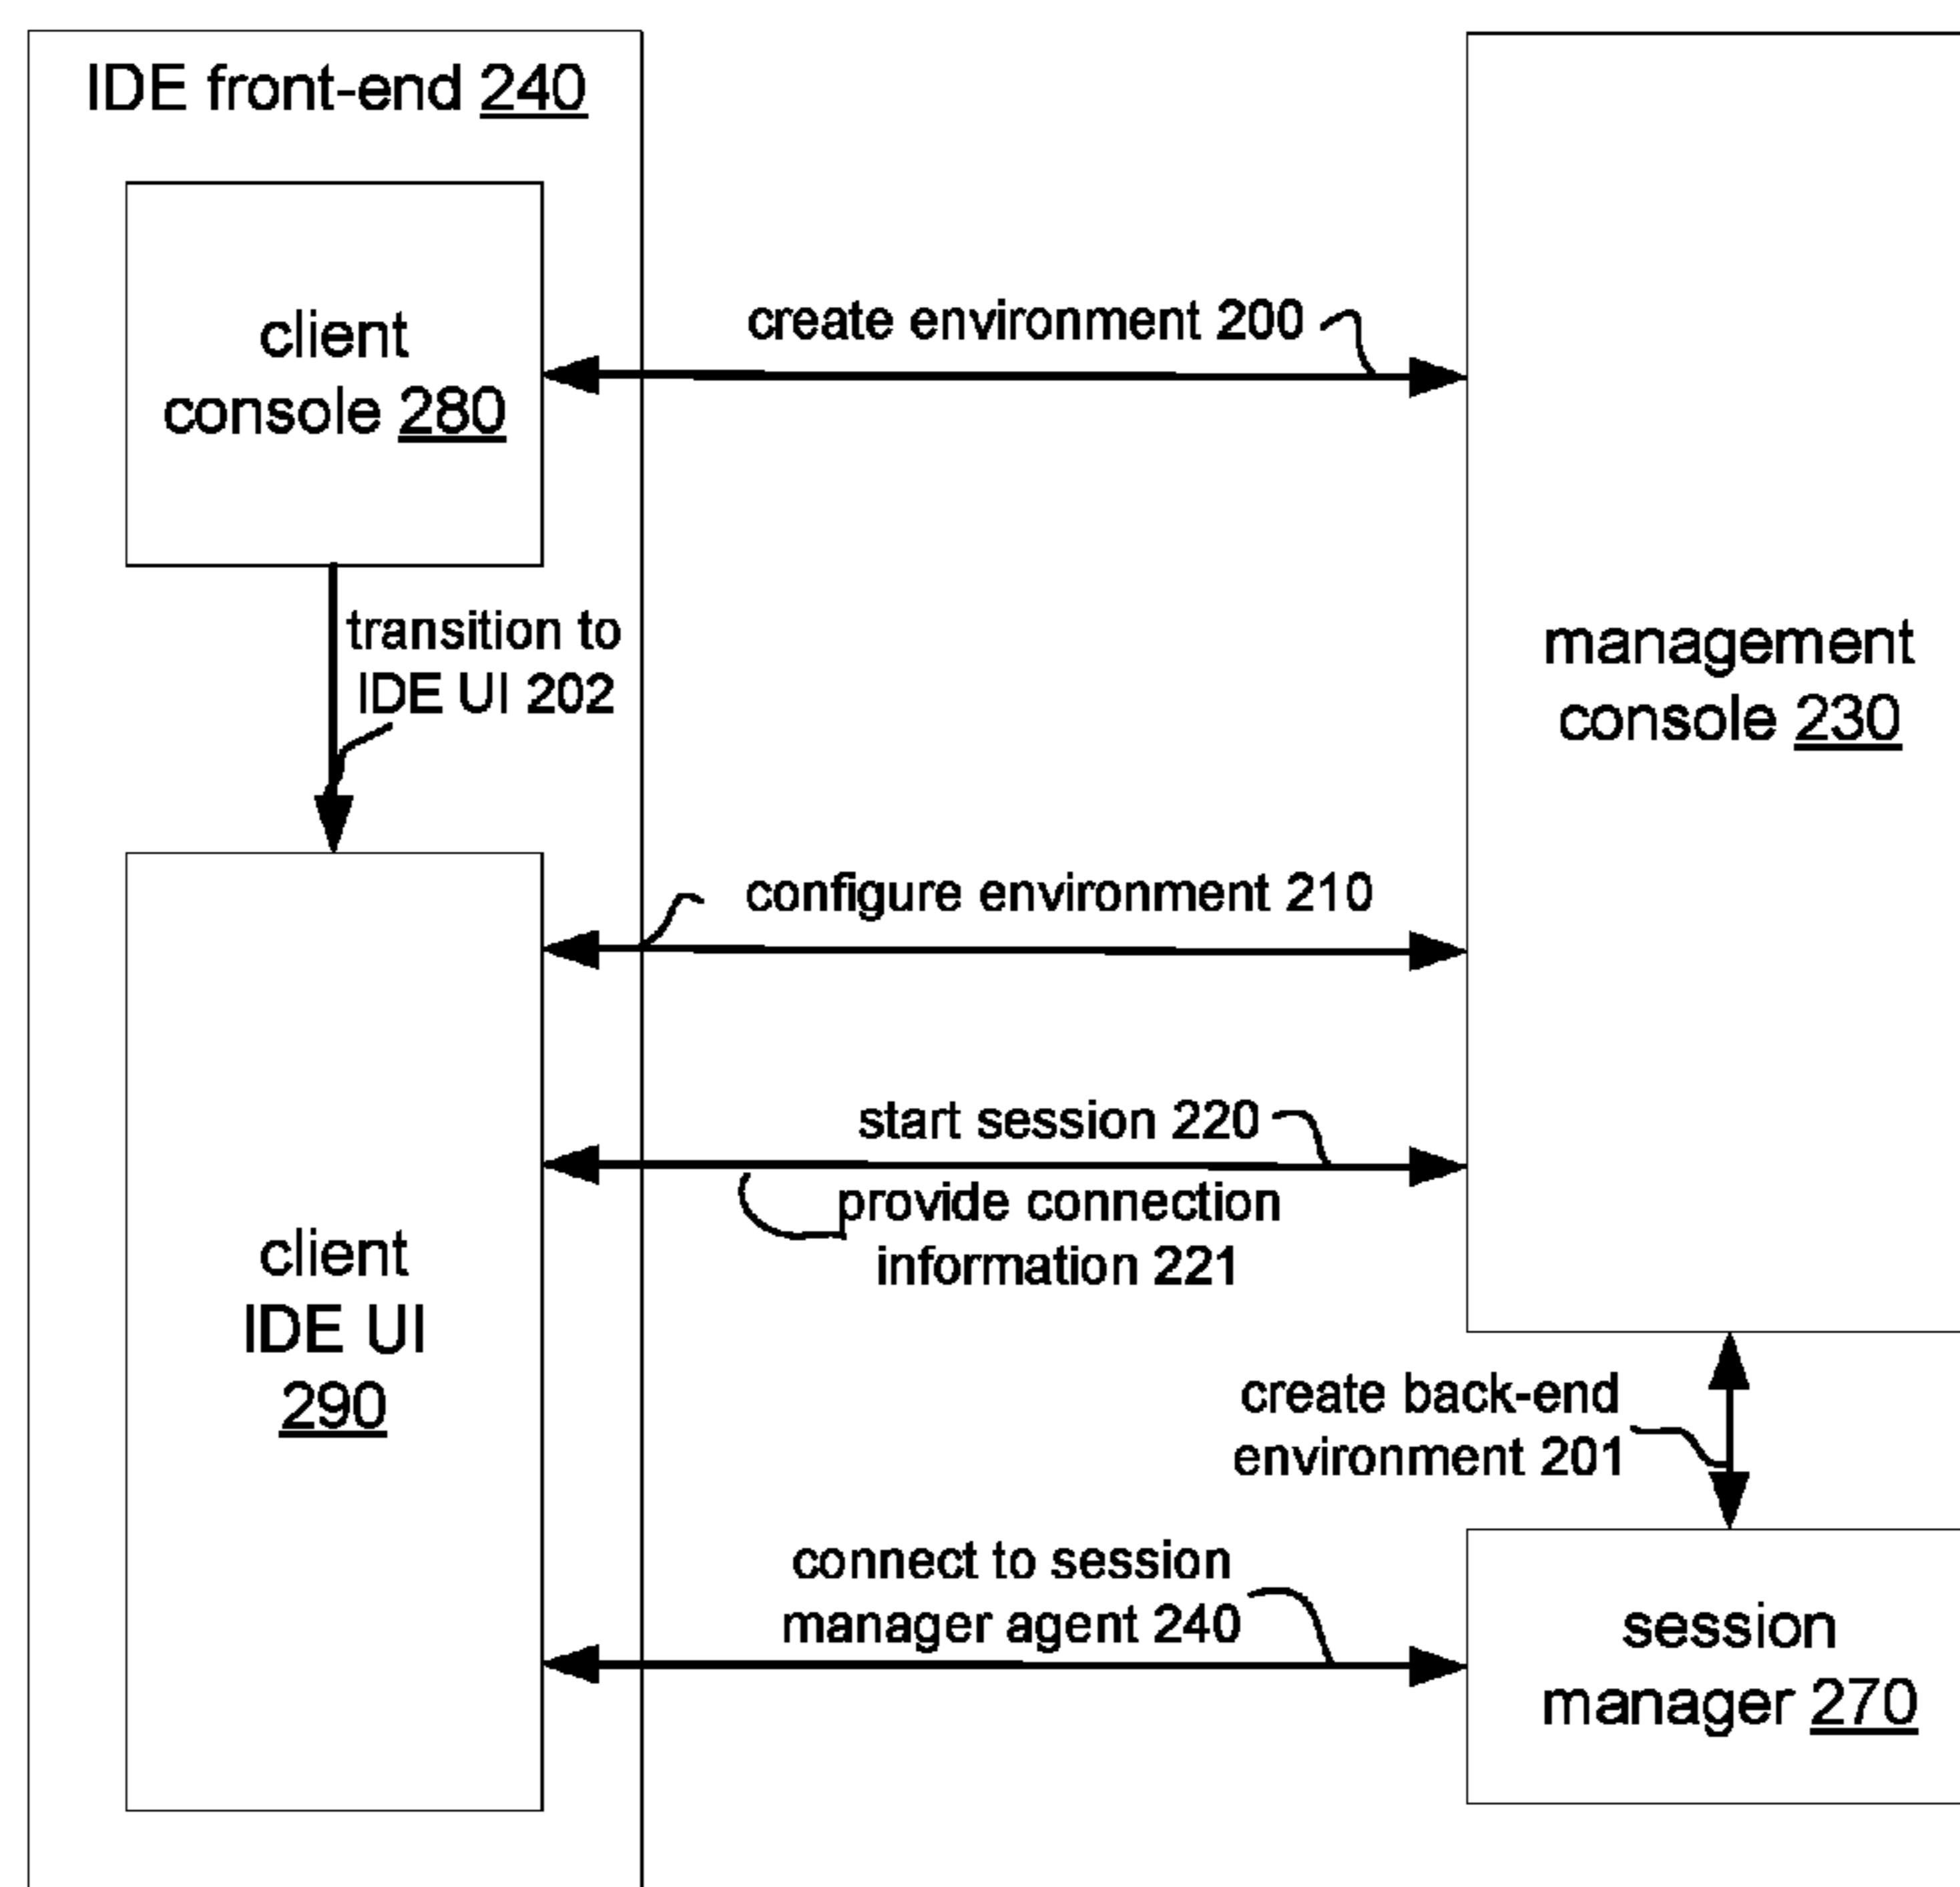 IDE front-end 240
client
console 280
create environment 200
transition to
IDE UI 202
management
console 230
configure environment 210
start session 220
provide connection
information 221
client
IDE UI
290
create back-end
environment 201
connect to session
manager agent 240
session
manager 270